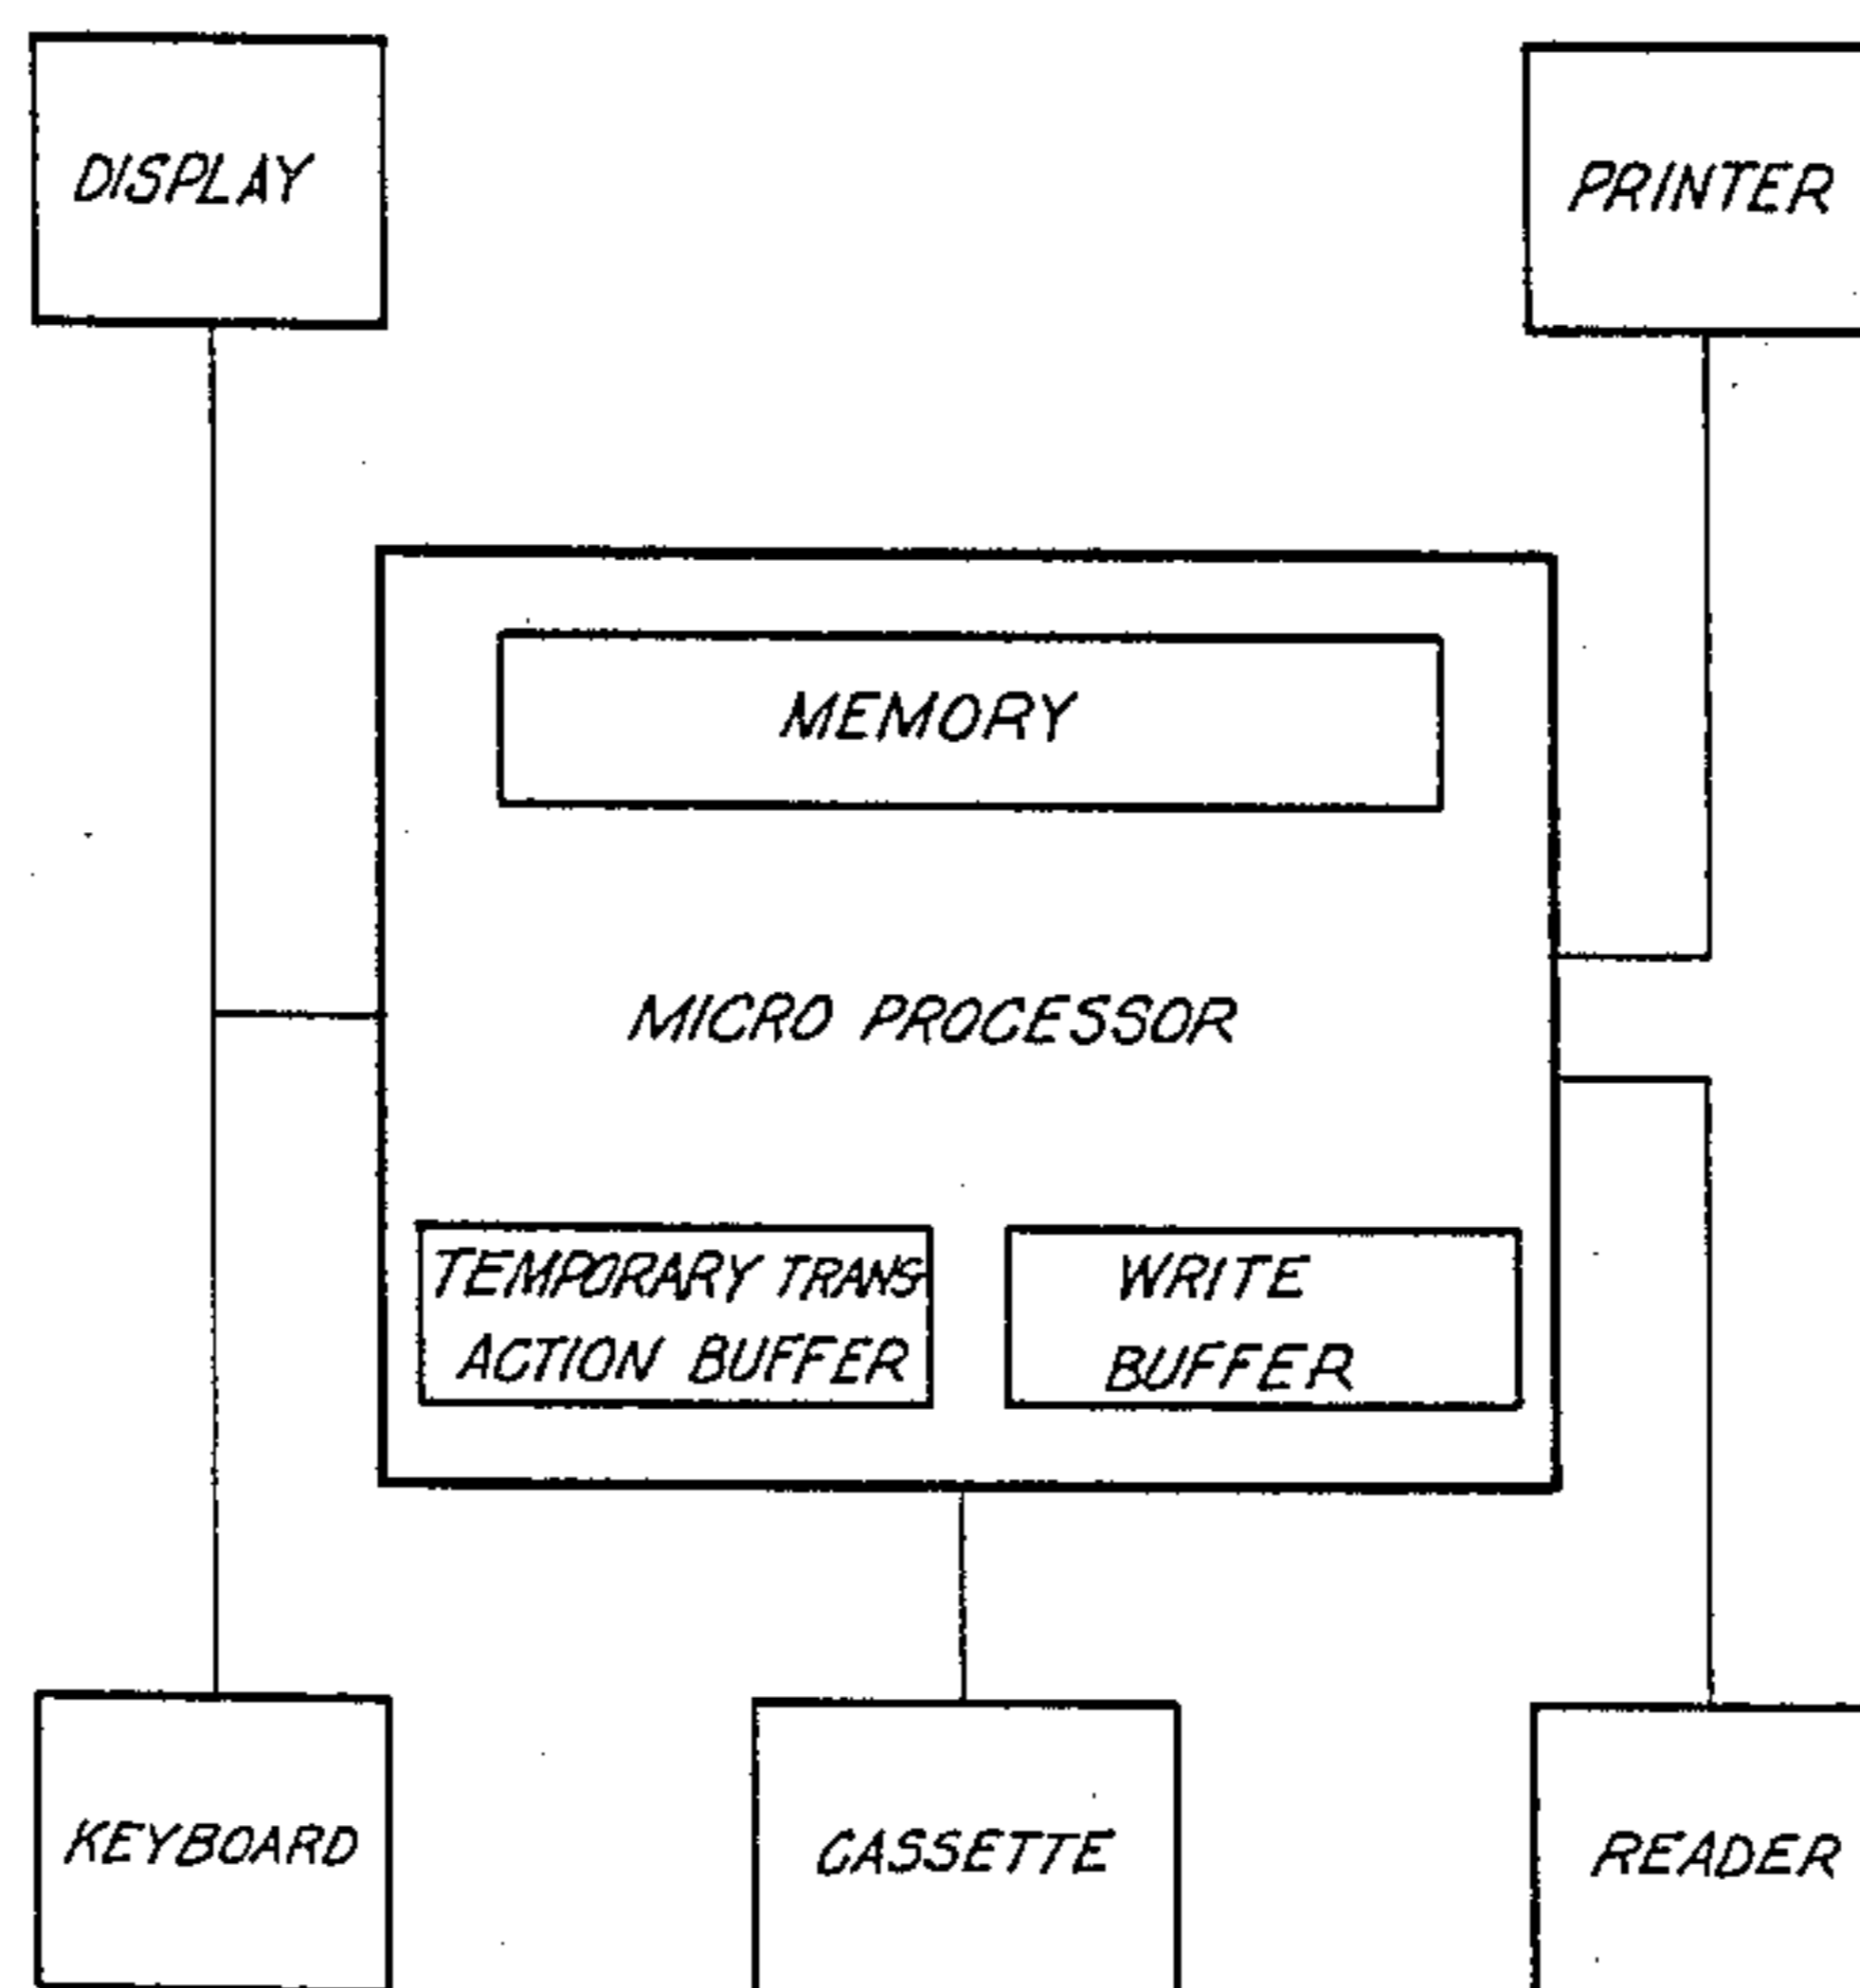 DISPLAY
PRINTER
MEMORY
MICRO PROCESSOR
TEMPORARY TRANS
ACTION BUFFER
WRITE
BUFFER
KEYBOARD
CASSETTE
READER